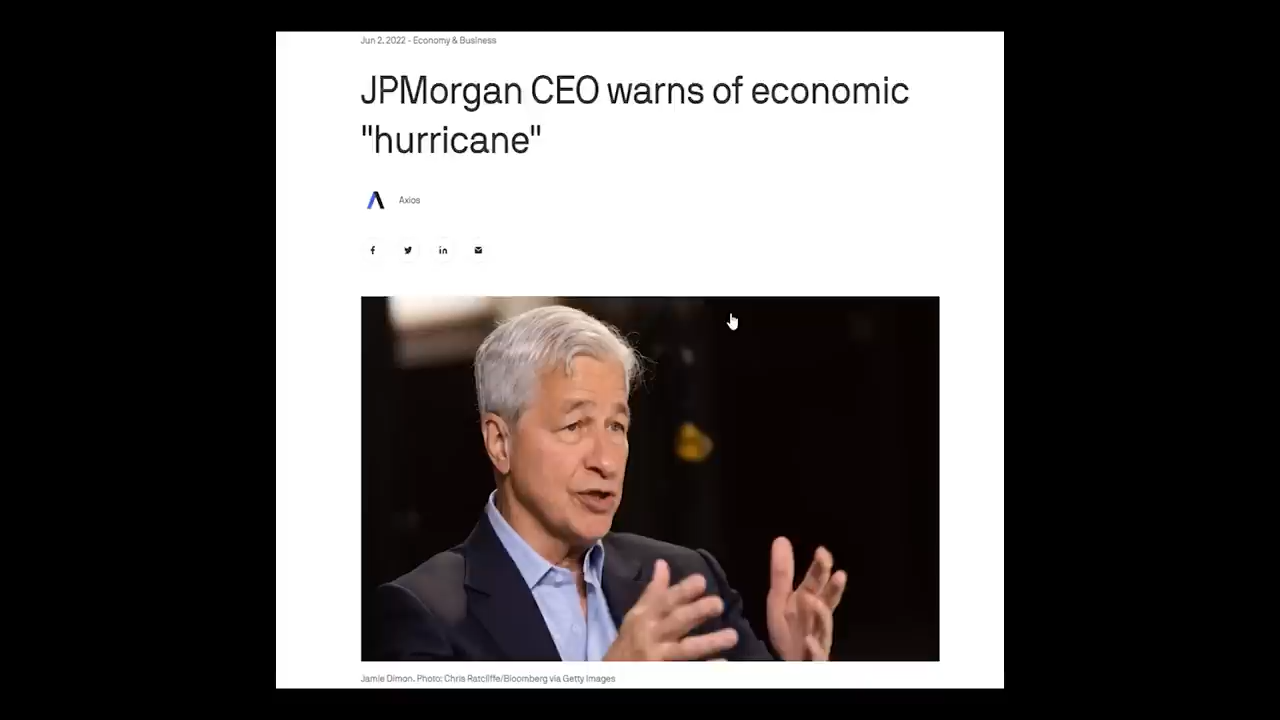 Jun 2, 2022 - Economy & Business
JPMorgan CEO warns of economic
"hurricane"
Axios
Jamie Dimon. Photo: Chris Ratcliffe/Bloomberg via Getty Images